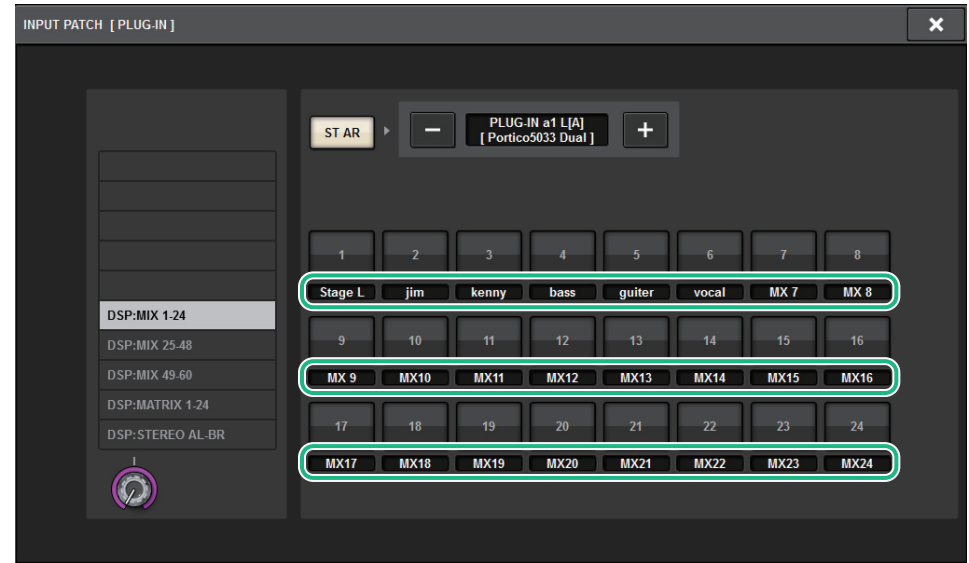 INPUT PATCH [ PLUG-IN ]
ST AR
PLUG-IN a1 L[A]
[ Portico5033 Dual ]
1 2 3 4 5 6 7 8
Stage L jim kenny bass guiter vocal MX 7 MX 8
DSP:MIX 1-24
DSP:MIX 25-48
DSP:MIX 49-60
DSP:MATRIX 1-24
DSP:STEREO AL-BR
9 10 11 12 13 14 15 16
MX 9 MX10 MX11 MX12 MX13 MX14 MX15 MX16
17 18 19 20 21 22 23 24
MX17 MX18 MX19 MX20 MX21 MX22 MX23 MX24